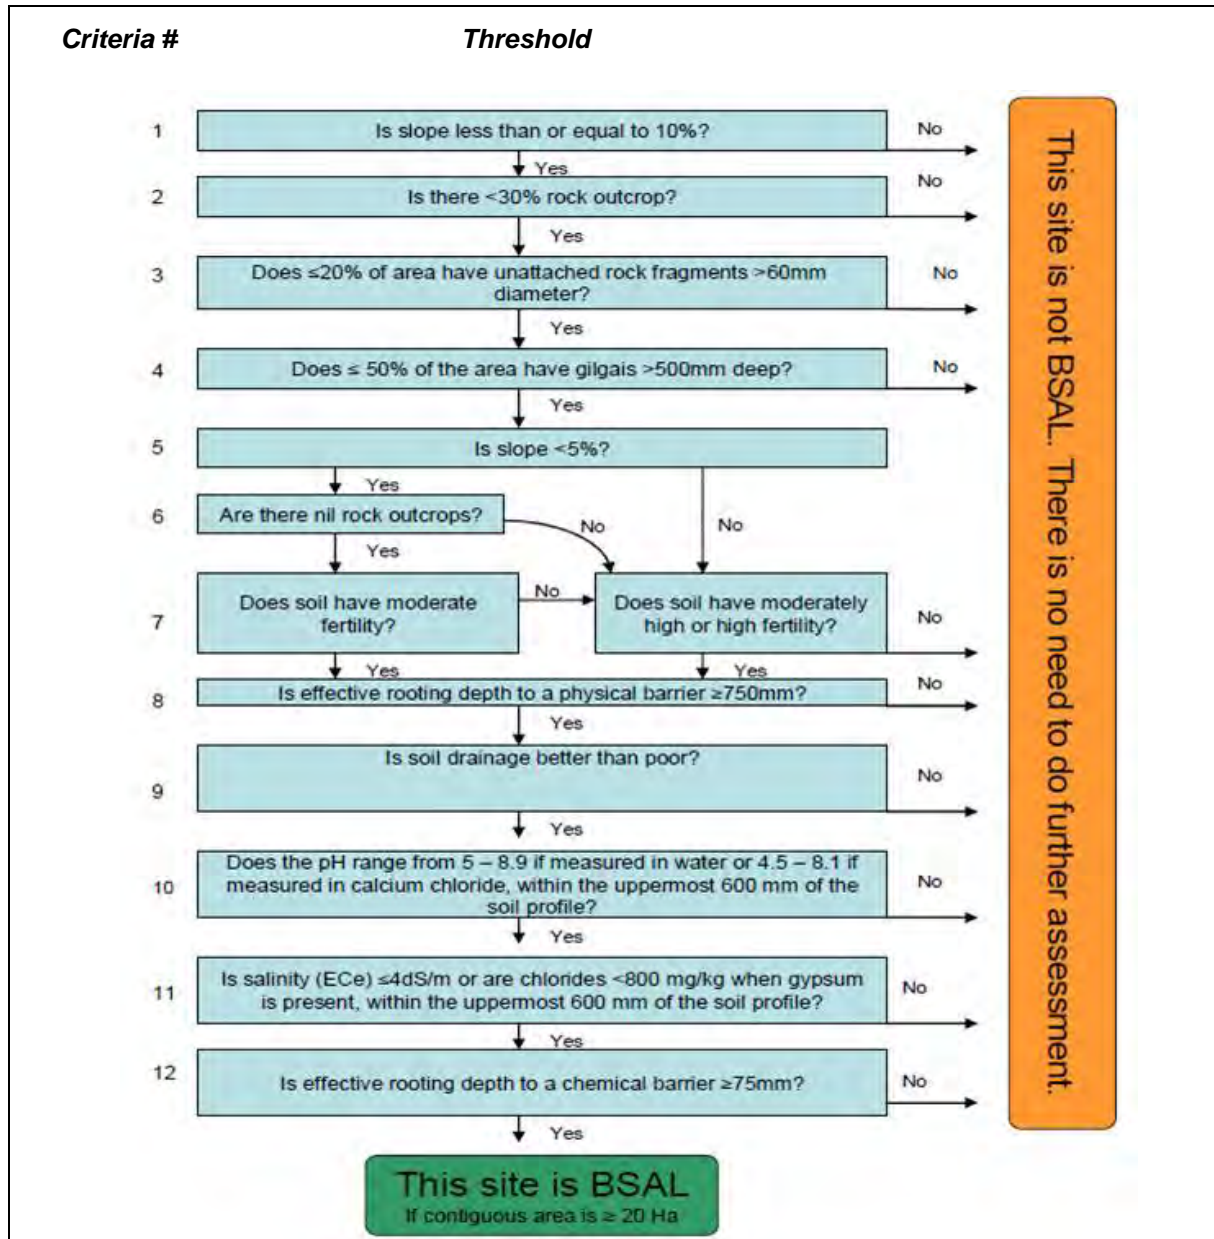 Criteria # Threshold
1 Is slope less than or equal to 10%? No
Yes
2 Is there <30% rock outcrop? No
Yes
3 Does ≤20% of area have unattached rock fragments >60mm
diameter? No
Yes
4 Does ≤ 50% of the area have gilgais >500mm deep? No
Yes
5 Is slope <5%?
Yes
6 Are there nil rock outcrops? No No
Yes
7 Does soil have moderate
fertility? No
Does soil have moderately
high or high fertility? No
Yes Yes
8 Is effective rooting depth to a physical barrier ≥750mm? No
Yes
9 Is soil drainage better than poor? No
Yes
10 Does the pH range from 5 – 8.9 if measured in water or 4.5 – 8.1 if
measured in calcium chloride, within the uppermost 600 mm of the
soil profile? No
Yes
11 Is salinity (ECe) ≤4dS/m or are chlorides <800 mg/kg when gypsum
is present, within the uppermost 600 mm of the soil profile? No
Yes
12 Is effective rooting depth to a chemical barrier ≥75mm? No
Yes
This site is BSAL
If contiguous area is ≥ 20 Ha
This site is not BSAL. There is no need to do further assessment.